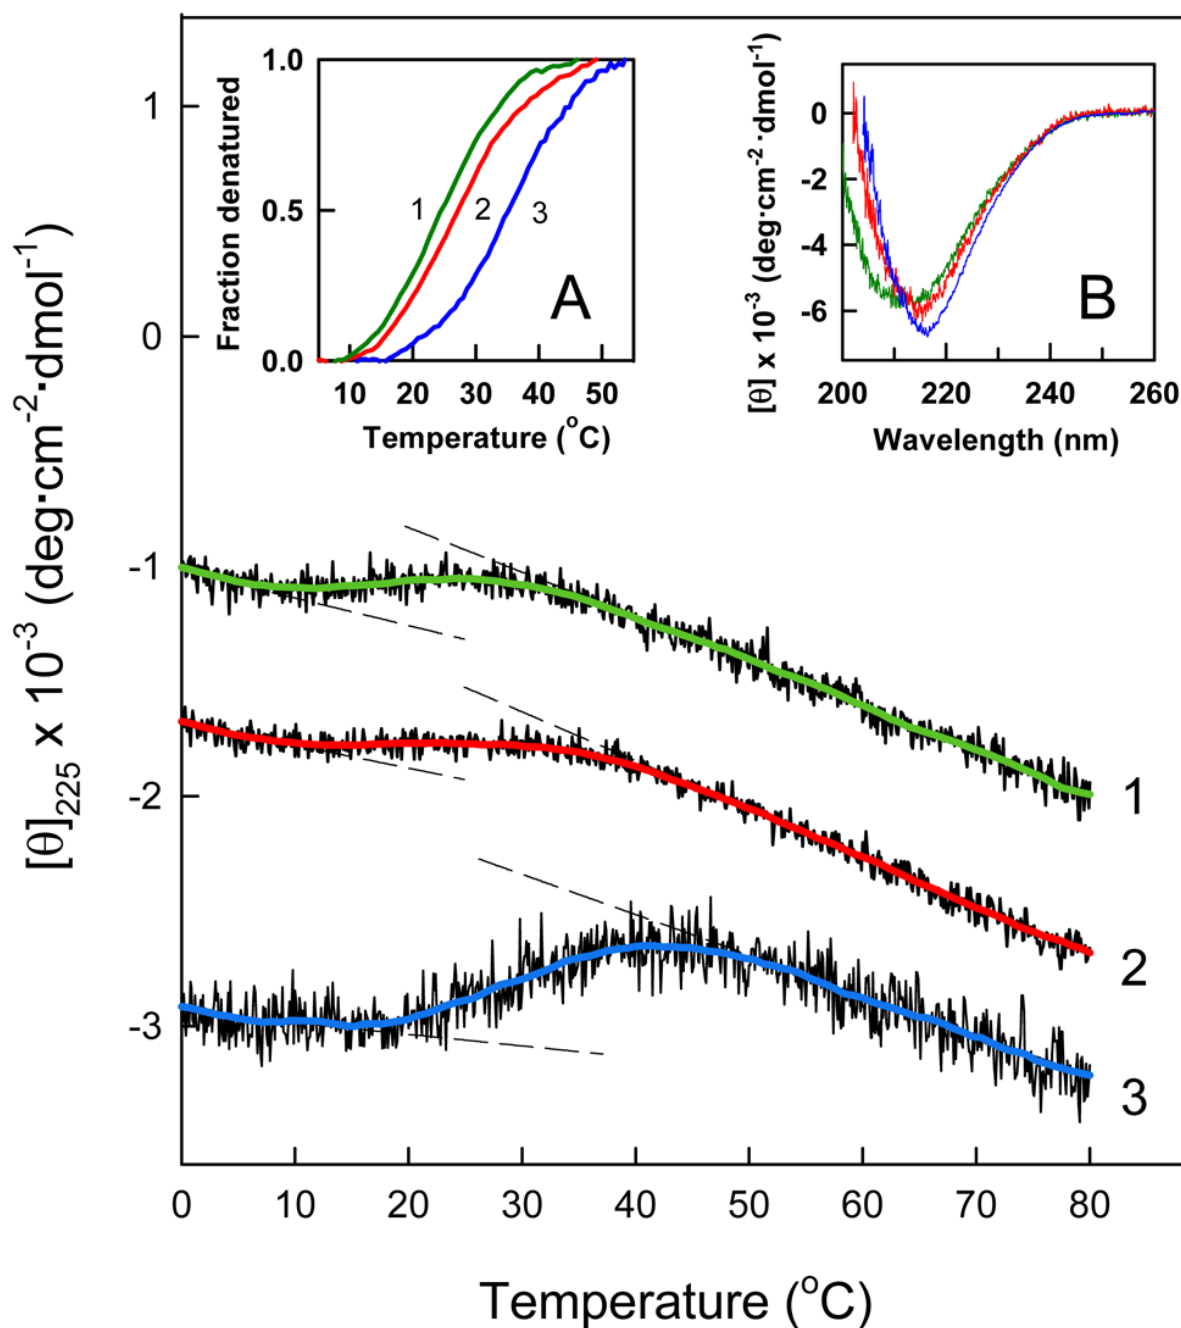 [θ]₂₂₅ x 10⁻³ (deg·cm⁻²·dmol⁻¹)
1
0
-1
-2
-3
Fraction denatured
1.0
0.5
0.0
1
2
3
A
10 20 30 40 50
Temperature (°C)
[θ] x 10⁻³ (deg·cm⁻²·dmol⁻¹)
0
-2
-4
-6
B
200 220 240 260
Wavelength (nm)
1
2
3
0 10 20 30 40 50 60 70 80
Temperature (°C)